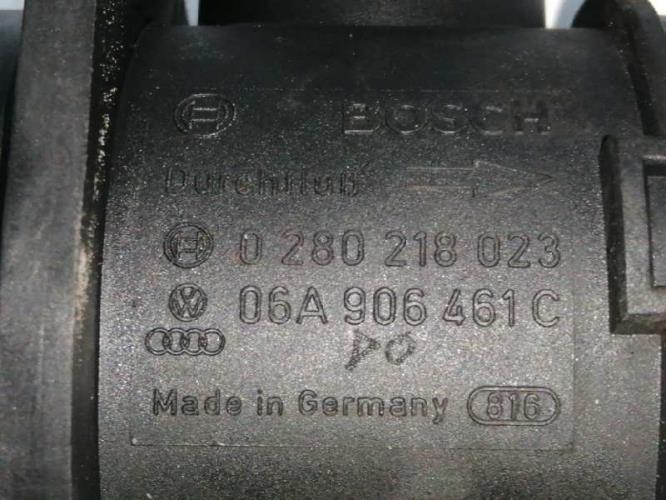 BOSCH
Durchfluß
0 280 218 023
06A 906 461 C
Made in Germany 816